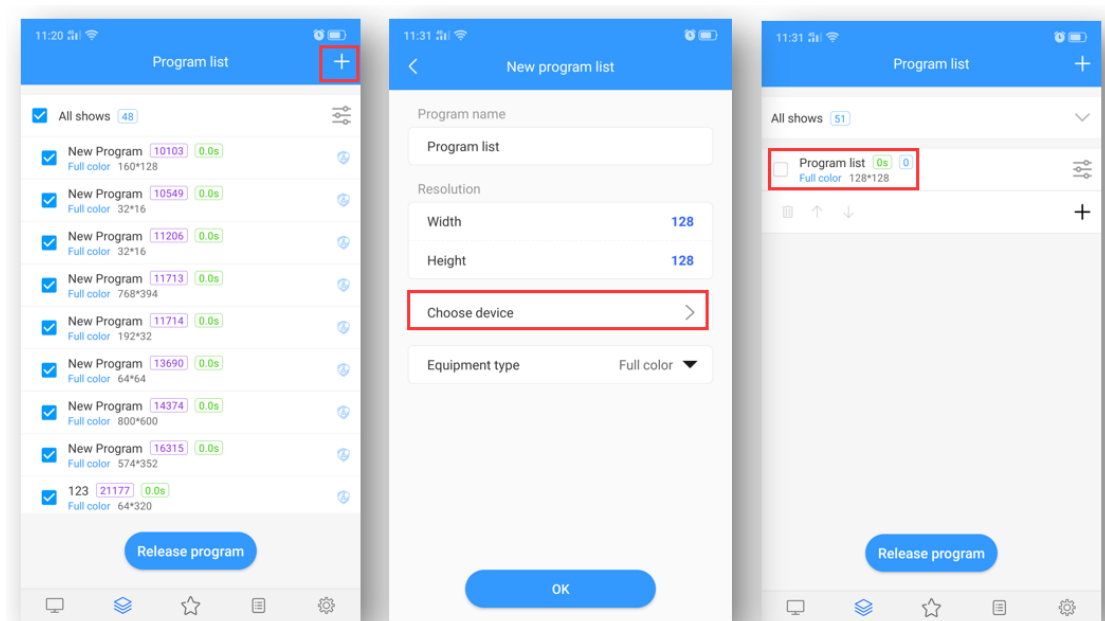 11:20
Program list
All shows 48
New Program 10103 0.0s
Full color 160*128
New Program 10549 0.0s
Full color 32*16
New Program 11206 0.0s
Full color 32*16
New Program 11713 0.0s
Full color 768*394
New Program 11714 0.0s
Full color 192*32
New Program 13690 0.0s
Full color 64*64
New Program 14374 0.0s
Full color 800*600
New Program 16315 0.0s
Full color 574*352
123 21177 0.0s
Full color 64*320
Release program
11:31
New program list
Program name
Program list
Resolution
Width 128
Height 128
Choose device
Equipment type Full color
OK
11:31
Program list
All shows 51
Program list 0s 0
Full color 128*128
Release program